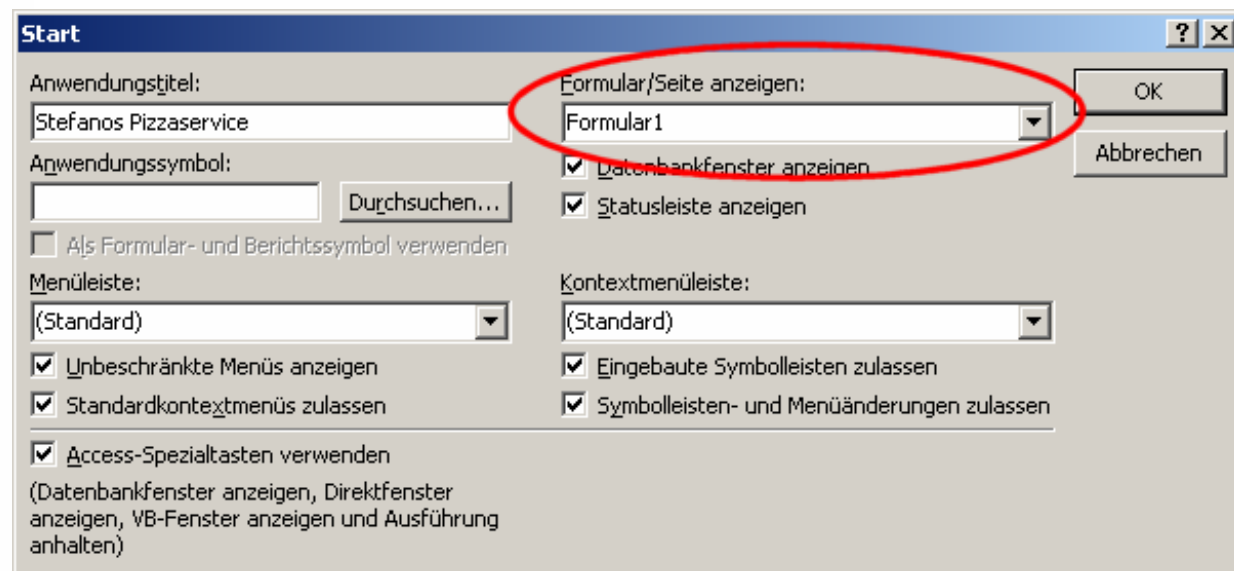 Start
Anwendungstitel:
Stefanos Pizzaservice
Formular/Seite anzeigen:
Formular1
OK
Abbrechen
Anwendungssymbol:
Durchsuchen...
Datenbankfenster anzeigen
Statusleiste anzeigen
Als Formular- und Berichtssymbol verwenden
Menüleiste:
(Standard)
Kontextmenüleiste:
(Standard)
Unbeschränkte Menüs anzeigen
Eingebaute Symbolleisten zulassen
Standardkontextmenüs zulassen
Symbolleisten- und Menüänderungen zulassen
Access-Spezialtasten verwenden
(Datenbankfenster anzeigen, Direktfenster
anzeigen, VB-Fenster anzeigen und Ausführung
anhalten)